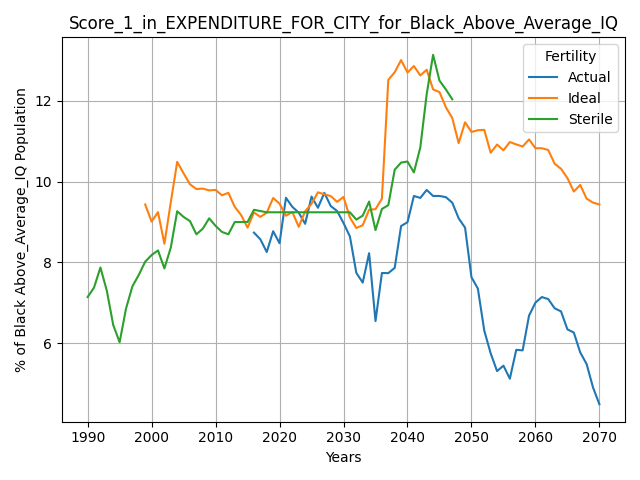 Score_1_in_EXPENDITURE_FOR_CITY_for_Black_Above_Average_IQ
Fertility
Actual
Ideal
Sterile
% of Black Above_Average_IQ Population
12
10
8
6
1990
2000
2010
2020
2030
2040
2050
2060
2070
Years